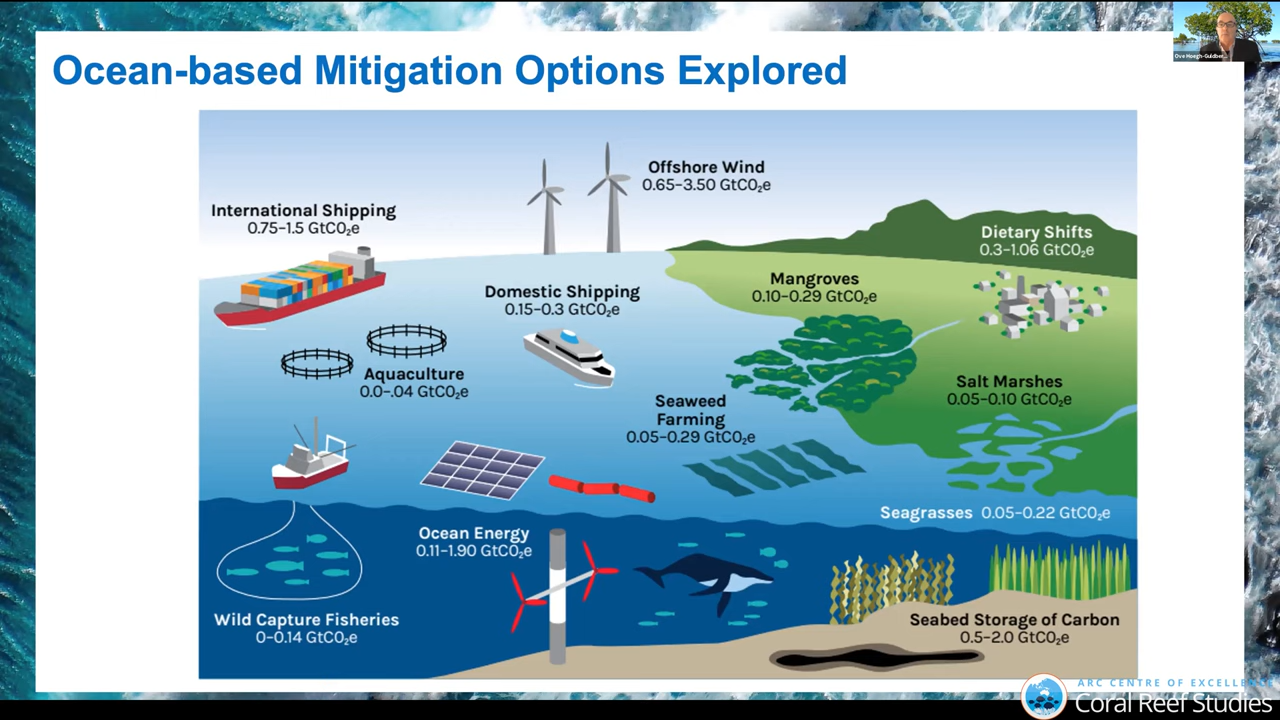 Ocean-based Mitigation Options Explored
Ove Hoegh-Guldber...
Offshore Wind
0.65–3.50 GtCO₂e
International Shipping
0.75–1.5 GtCO₂e
Dietary Shifts
0.3–1.06 GtCO₂e
Mangroves
0.10–0.29 GtCO₂e
Domestic Shipping
0.15–0.3 GtCO₂e
Aquaculture
0.0–.04 GtCO₂e
Salt Marshes
0.05–0.10 GtCO₂e
Seaweed
Farming
0.05–0.29 GtCO₂e
Seagrasses 0.05–0.22 GtCO₂e
Ocean Energy
0.11–1.90 GtCO₂e
Wild Capture Fisheries
0–0.14 GtCO₂e
Seabed Storage of Carbon
0.5–2.0 GtCO₂e
ARC CENTRE OF EXCELLENCE
Coral Reef Studies